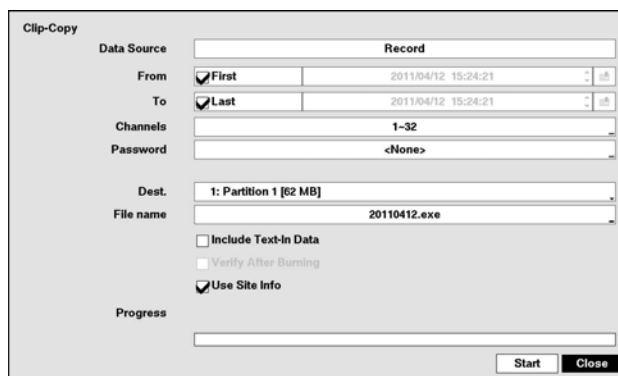 Clip-Copy
Data Source Record
From First 2011/04/12 15:24:21
To Last 2011/04/12 15:24:21
Channels 1~32
Password <None>
Dest. 1: Partition 1 [62 MB]
File name 20110412.exe
Include Text-In Data
Verify After Burning
Use Site Info
Progress
Start Close